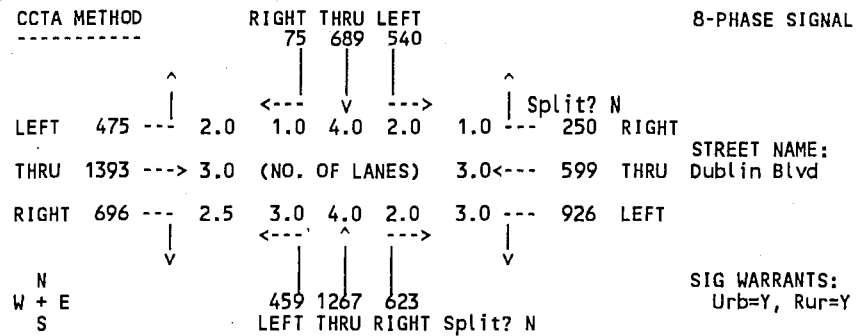 CCTA METHOD RIGHT THRU LEFT 8-PHASE SIGNAL
----------- 75 689 540
^ ^
<--- v ---> Split? N
LEFT 475 --- 2.0 1.0 4.0 2.0 1.0 --- 250 RIGHT
STREET NAME:
THRU 1393 ---> 3.0 (NO. OF LANES) 3.0<--- 599 THRU Dublin Blvd
RIGHT 696 --- 2.5 3.0 4.0 2.0 3.0 --- 926 LEFT
<--- ^ --->
v v
N SIG WARRANTS:
W + E 459 1267 623 Urb=Y, Rur=Y
S LEFT THRU RIGHT Split? N